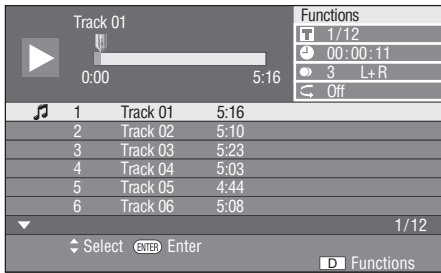 Track 01
0:00 5:16
Functions
T 1/12
00:00:11
3 L+R
Off
1 Track 01 5:16
2 Track 02 5:10
3 Track 03 5:23
4 Track 04 5:03
5 Track 05 4:44
6 Track 06 5:08
1/12
Select ENTER Enter
D Functions